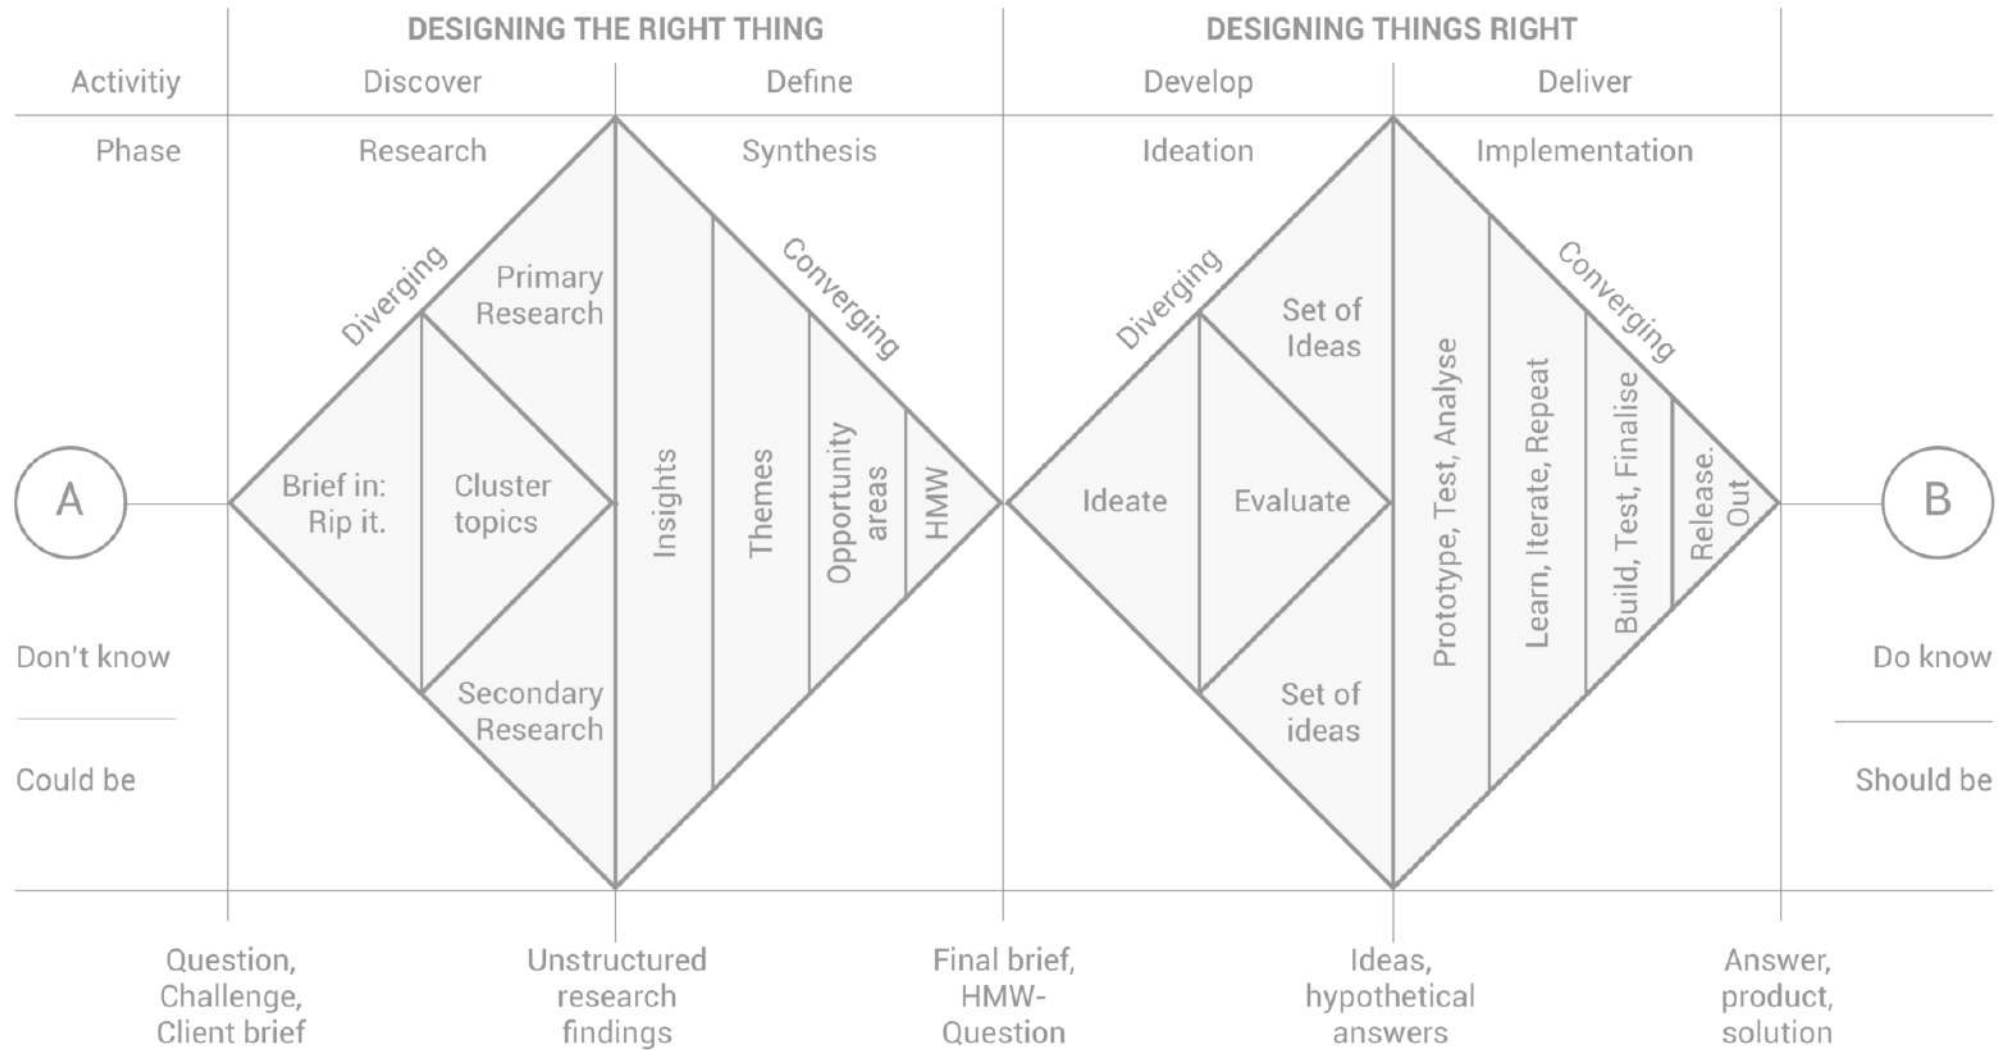 DESIGNING THE RIGHT THING
DESIGNING THINGS RIGHT
Activitiy
Discover
Define
Develop
Deliver
Phase
Research
Synthesis
Ideation
Implementation
Diverging
Converging
Diverging
Converging
Primary
Research
Set of
Ideas
A
Brief in:
Rip it.
Cluster
topics
Insights
Themes
Opportunity
areas
HMW
Ideate
Evaluate
Prototype, Test, Analyse
Learn, Iterate, Repeat
Build, Test, Finalise
Release.
Out
B
Don't know
Do know
Secondary
Research
Set of
ideas
Could be
Should be
Question,
Challenge,
Client brief
Unstructured
research
findings
Final brief,
HMW-
Question
Ideas,
hypothetical
answers
Answer,
product,
solution